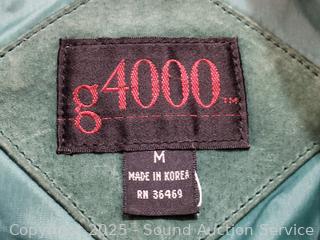 g4000™
M
MADE IN KOREA
RN 36469
Copyright 2025 - Sound Auction Service